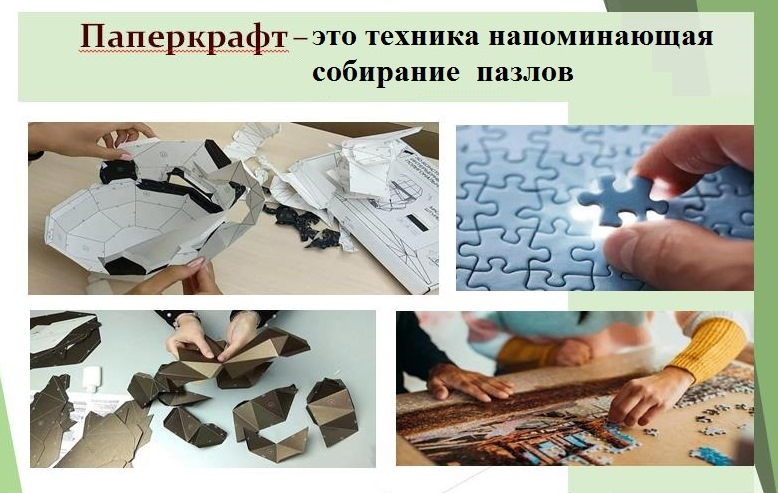 Паперкрафт – это техника напоминающая
собирание пазлов